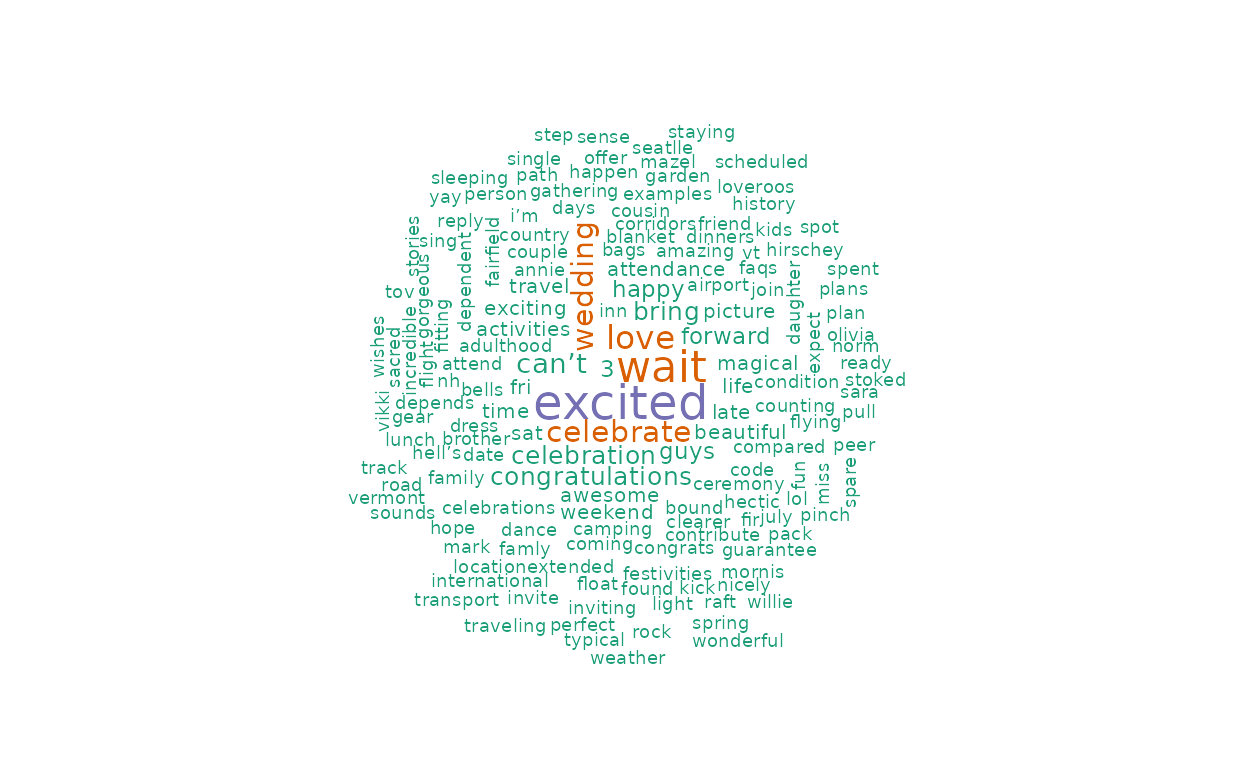 step sense staying
seatlle
single offer mazel scheduled
sleeping path happen garden
yay person gathering examples loveroos
days cousin history
reply i'm corridors friend kids spot
stories sing fairfield country wedding blanket dinners
couple bags amazing vt hirschey
dependent annie attendance faqs spent
gorgeous travel happy airport join daughter plans
tov
exciting inn bring picture plan
incredible fitting activities love forward expect olivia
wishes sacred adulthood norm
flight attend can't 3 wait magical ready
nh bells fri excited life condition stoked
vikki depends sara
gear time late counting pull
dress sat celebrate beautiful flying
lunch brother
hell's date celebration guys compared peer
track code
road family congratulations ceremony fun miss spare
vermont awesome hectic lol
sounds celebrations weekend bound july pinch
hope dance camping clearer fir
contribute pack
mark famly coming congrats guarantee
location extended festivities mornis
international float found kick nicely
transport invite inviting light raft willie
traveling perfect rock spring
typical wonderful
weather